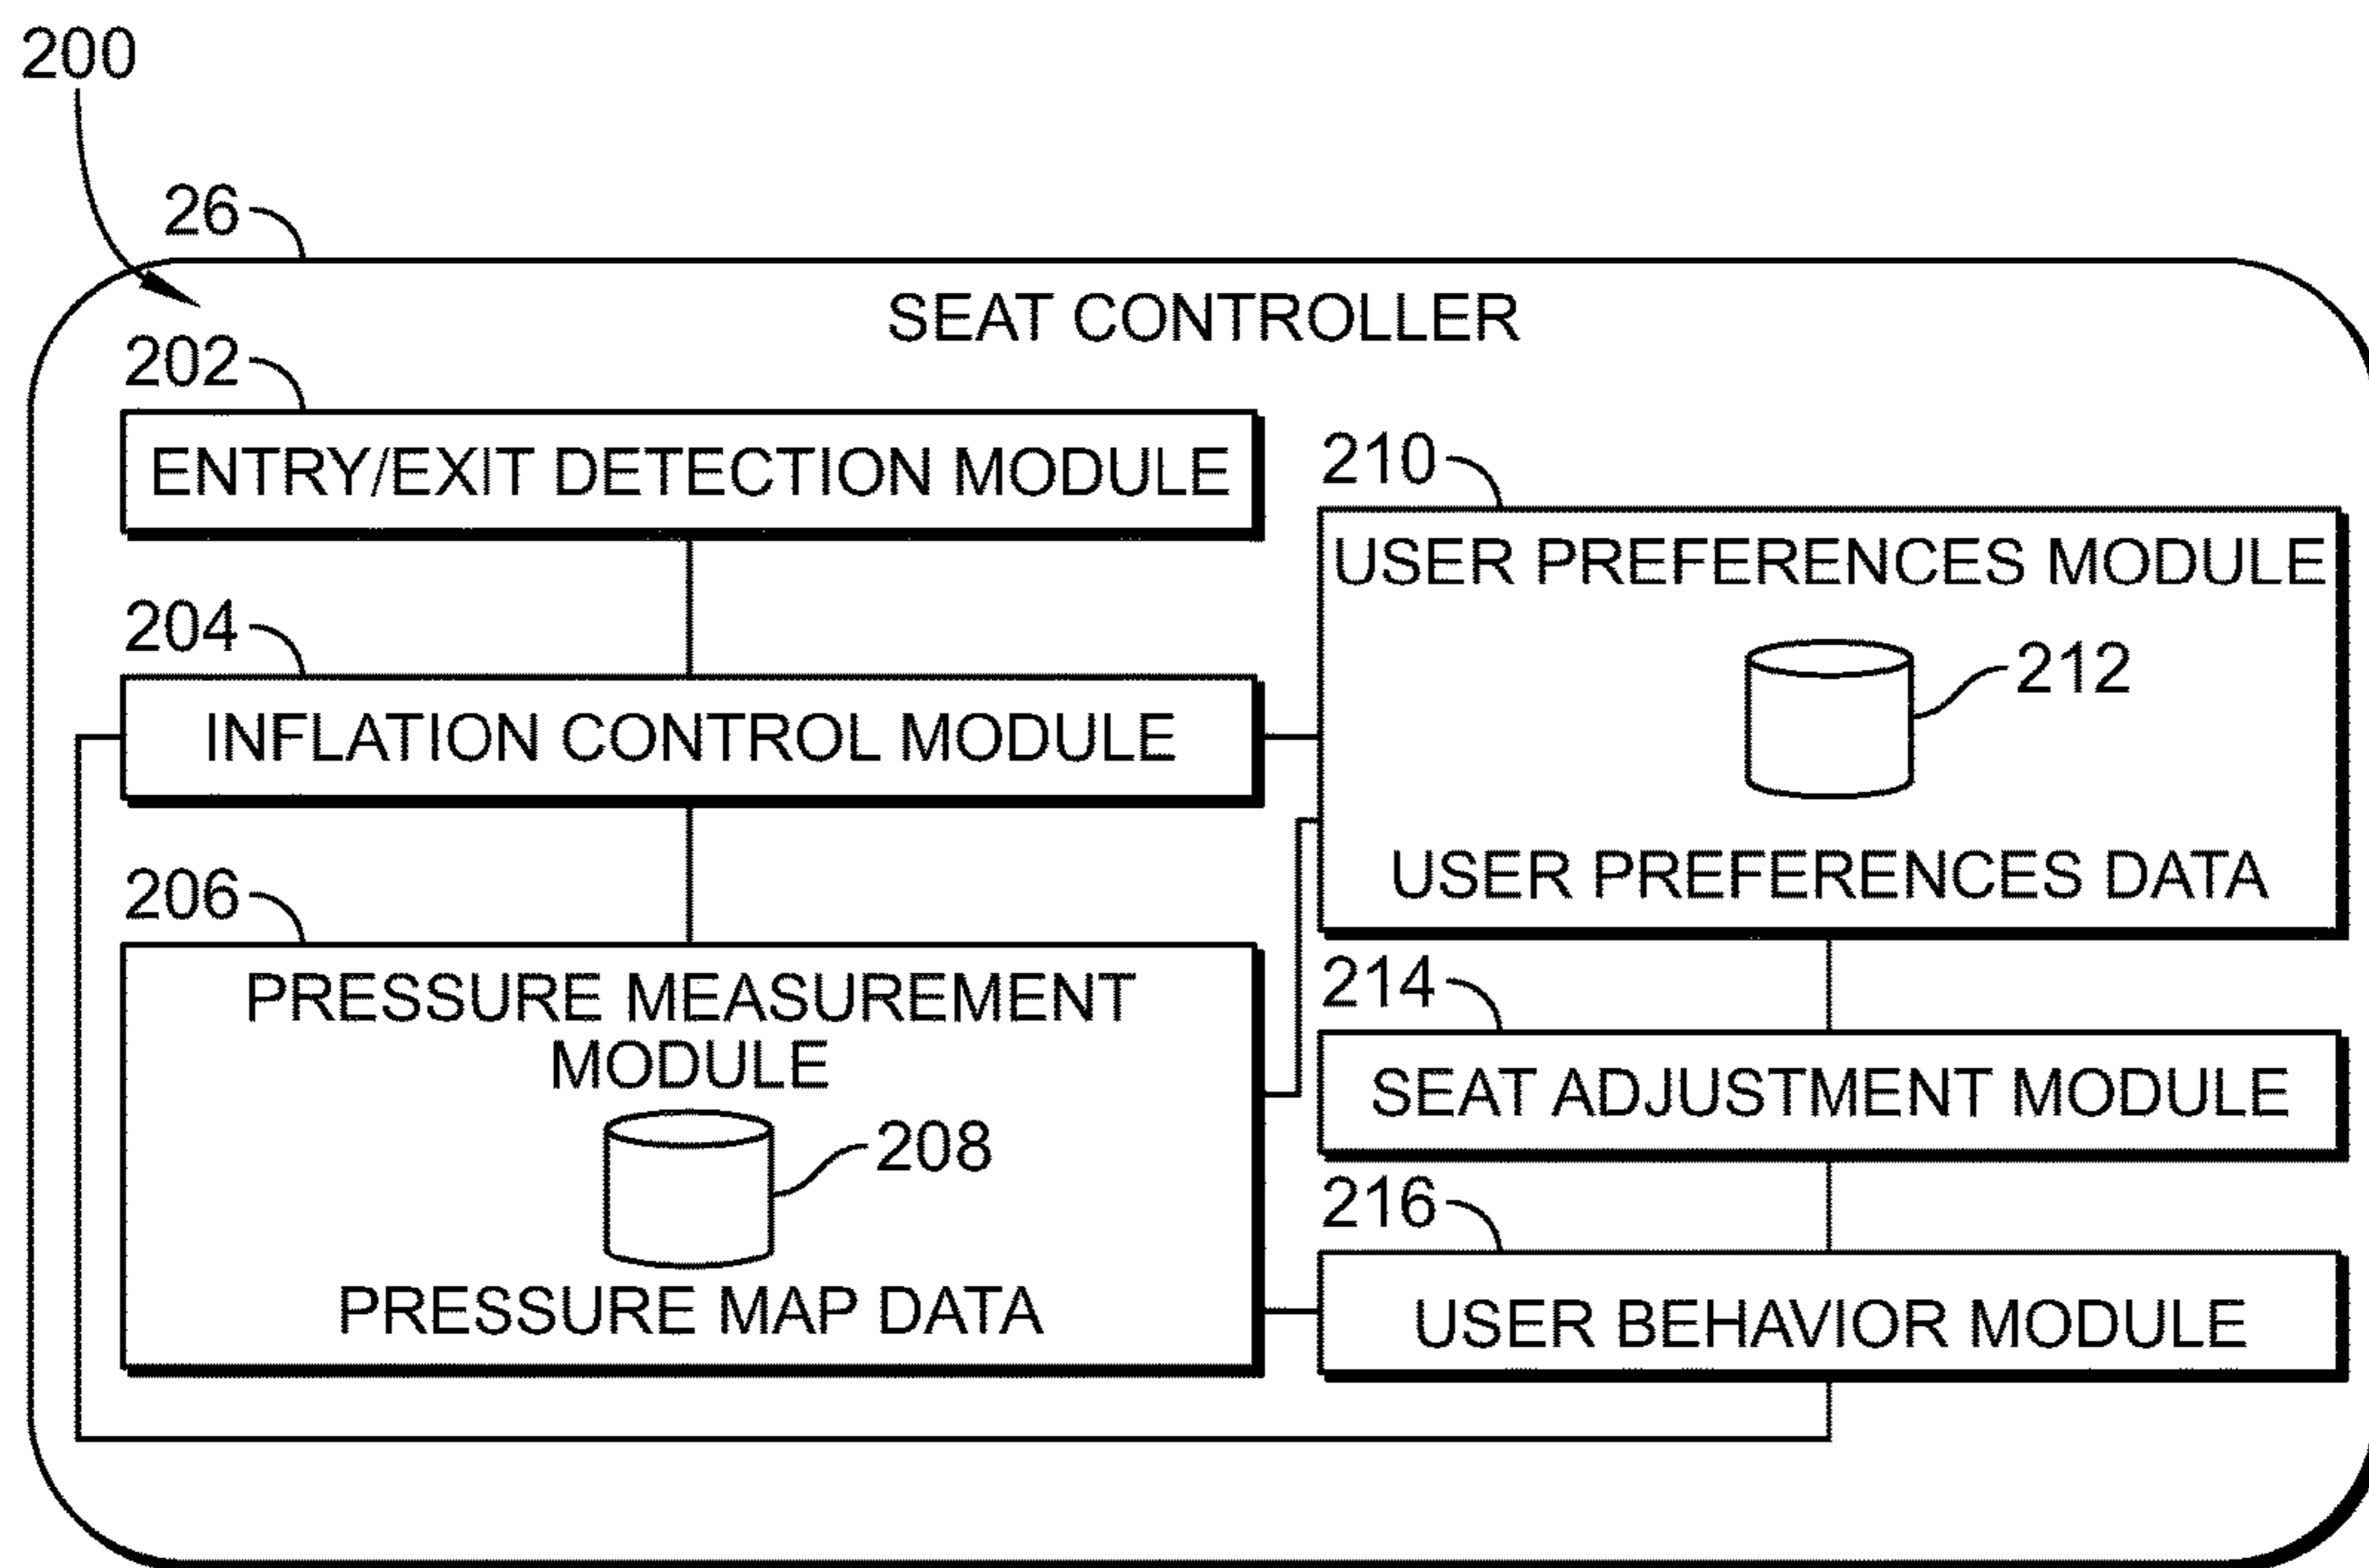 200
26
SEAT CONTROLLER
202
ENTRY/EXIT DETECTION MODULE
204
INFLATION CONTROL MODULE
206
PRESSURE MEASUREMENT
MODULE
208
PRESSURE MAP DATA
210
USER PREFERENCES MODULE
212
USER PREFERENCES DATA
214
SEAT ADJUSTMENT MODULE
216
USER BEHAVIOR MODULE